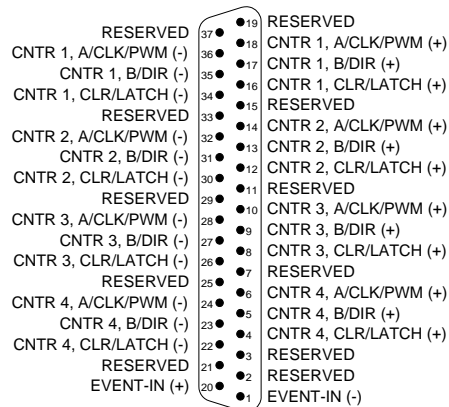 RESERVED 37
CNTR 1, A/CLK/PWM (-) 36
CNTR 1, B/DIR (-) 35
CNTR 1, CLR/LATCH (-) 34
RESERVED 33
CNTR 2, A/CLK/PWM (-) 32
CNTR 2, B/DIR (-) 31
CNTR 2, CLR/LATCH (-) 30
RESERVED 29
CNTR 3, A/CLK/PWM (-) 28
CNTR 3, B/DIR (-) 27
CNTR 3, CLR/LATCH (-) 26
RESERVED 25
CNTR 4, A/CLK/PWM (-) 24
CNTR 4, B/DIR (-) 23
CNTR 4, CLR/LATCH (-) 22
RESERVED 21
EVENT-IN (+) 20
19 RESERVED
18 CNTR 1, A/CLK/PWM (+)
17 CNTR 1, B/DIR (+)
16 CNTR 1, CLR/LATCH (+)
15 RESERVED
14 CNTR 2, A/CLK/PWM (+)
13 CNTR 2, B/DIR (+)
12 CNTR 2, CLR/LATCH (+)
11 RESERVED
10 CNTR 3, A/CLK/PWM (+)
9 CNTR 3, B/DIR (+)
8 CNTR 3, CLR/LATCH (+)
7 RESERVED
6 CNTR 4, A/CLK/PWM (+)
5 CNTR 4, B/DIR (+)
4 CNTR 4, CLR/LATCH (+)
3 RESERVED
2 RESERVED
1 EVENT-IN (-)